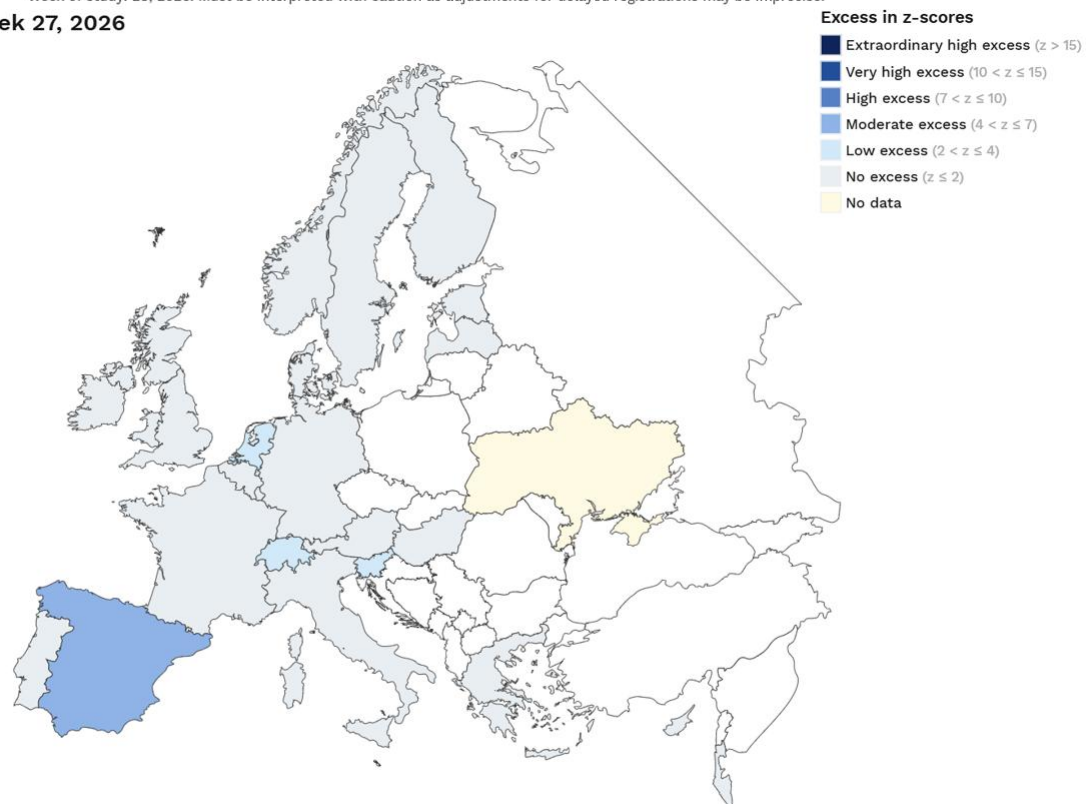 ek 27, 2026
Excess in z-scores
Extraordinary high excess (z > 15)
Very high excess (10 < z ≤ 15)
High excess (7 < z ≤ 10)
Moderate excess (4 < z ≤ 7)
Low excess (2 < z ≤ 4)
No excess (z ≤ 2)
No data